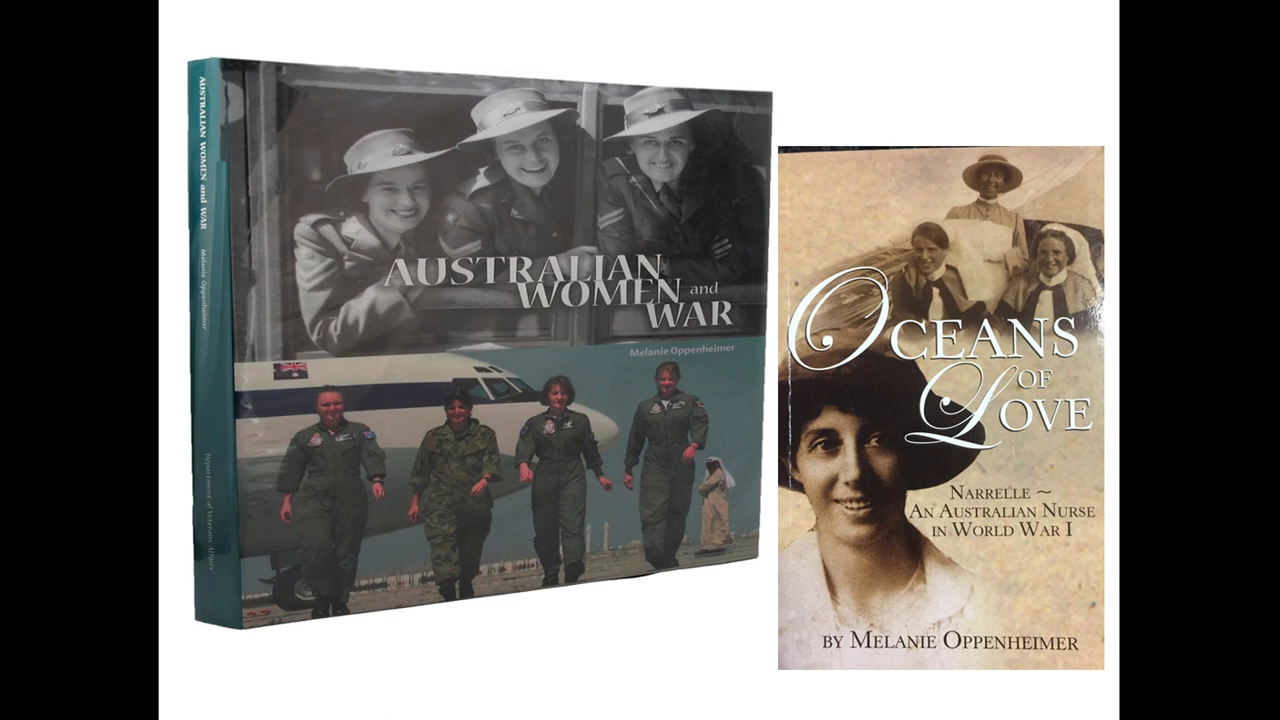 AUSTRALIAN WOMEN and WAR
Melanie Oppenheimer
Department of Veterans' Affairs
AUSTRALIAN
WOMEN and
WAR
Melanie Oppenheimer
OCEANS
OF
LOVE
NARRELLE ~
AN AUSTRALIAN NURSE
IN WORLD WAR I
BY MELANIE OPPENHEIMER